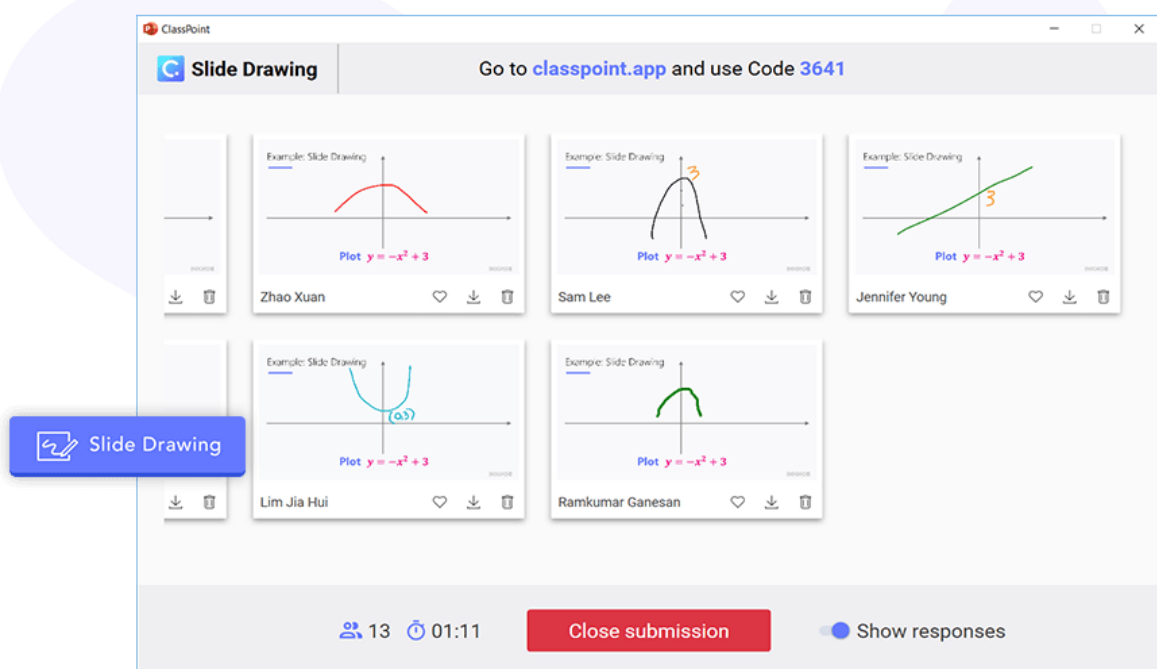 ClassPoint
Slide Drawing
Go to classpoint.app and use Code 3641
Example: Slide Drawing
Plot y = -x² + 3
Zhao Xuan
Example: Slide Drawing
3
Plot y = -x² + 3
Sam Lee
Example: Slide Drawing
3
Plot y = -x² + 3
Jennifer Young
Example: Slide Drawing
Plot y = -x² + 3
Lim Jia Hui
Example: Slide Drawing
Plot y = -x² + 3
Ramkumar Ganesan
Slide Drawing
13
01:11
Close submission
Show responses